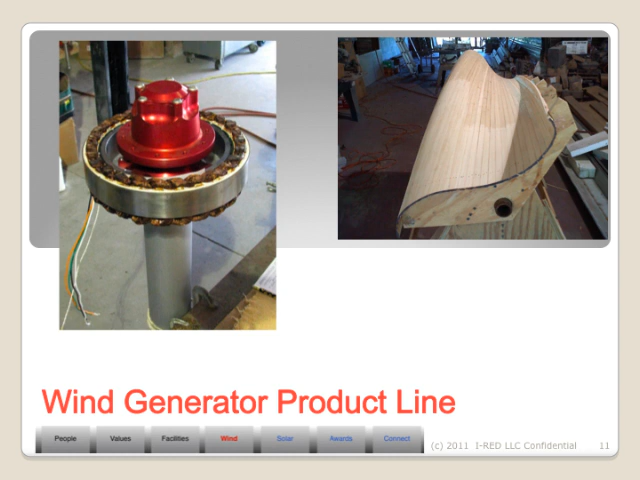 Wind Generator Product Line
People Values Facilities Wind Solar Awards Connect
(c) 2011 I-RED LLC Confidential 11